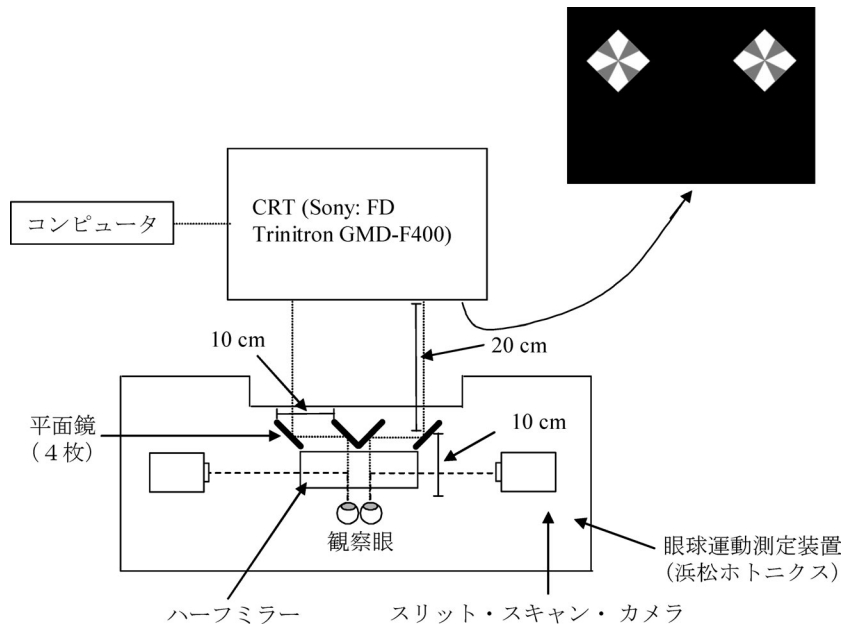 CRT (Sony: FD
Trinitron GMD-F400)
コンピュータ
10 cm
20 cm
平面鏡
（４枚）
10 cm
観察眼
眼球運動測定装置
（浜松ホトニクス）
ハーフミラー
スリット・スキャン・ カメラ